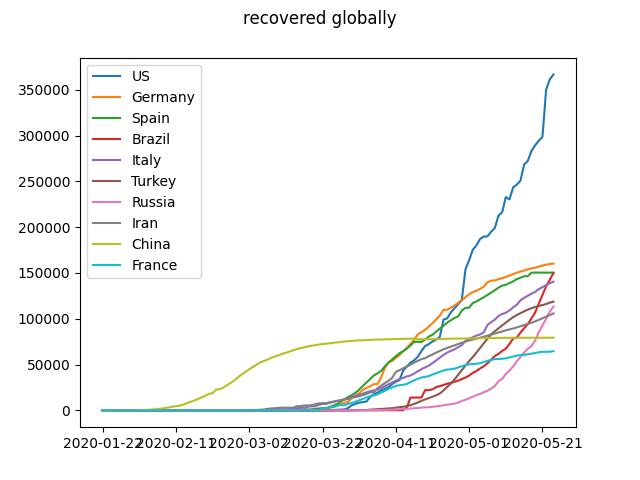 recovered globally
350000
300000
250000
200000
150000
100000
50000
0
US
Germany
Spain
Brazil
Italy
Turkey
Russia
Iran
China
France
2020-01-22 2020-02-11 2020-03-02 2020-03-22 2020-04-11 2020-05-01 2020-05-21